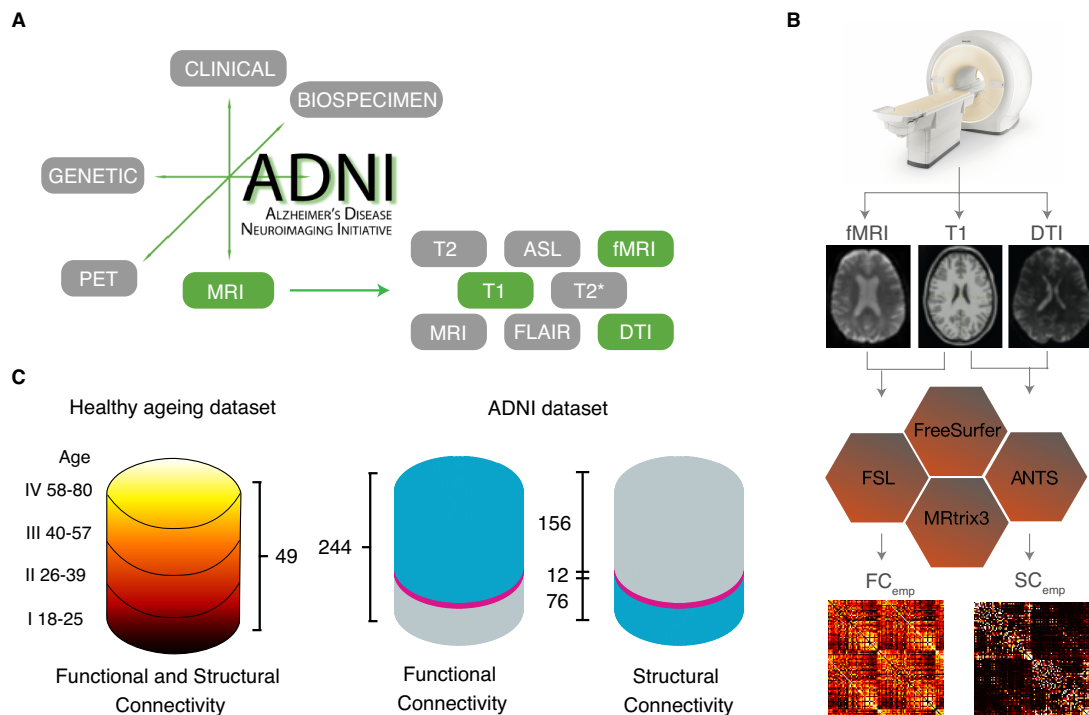 A
CLINICAL
BIOSPECIMEN
GENETIC
ADNI
ALZHEIMER'S DISEASE
NEUROIMAGING INITIATIVE
PET
MRI
T2
ASL
fMRI
T1
T2*
MRI
FLAIR
DTI
B
fMRI
T1
DTI
FreeSurfer
FSL
ANTS
MRtrix3
FCemp
SCemp
C
Healthy ageing dataset
ADNI dataset
Age
IV 58-80
III 40-57
II 26-39
I 18-25
49
244
156
12
76
Functional and Structural
Connectivity
Functional
Connectivity
Structural
Connectivity